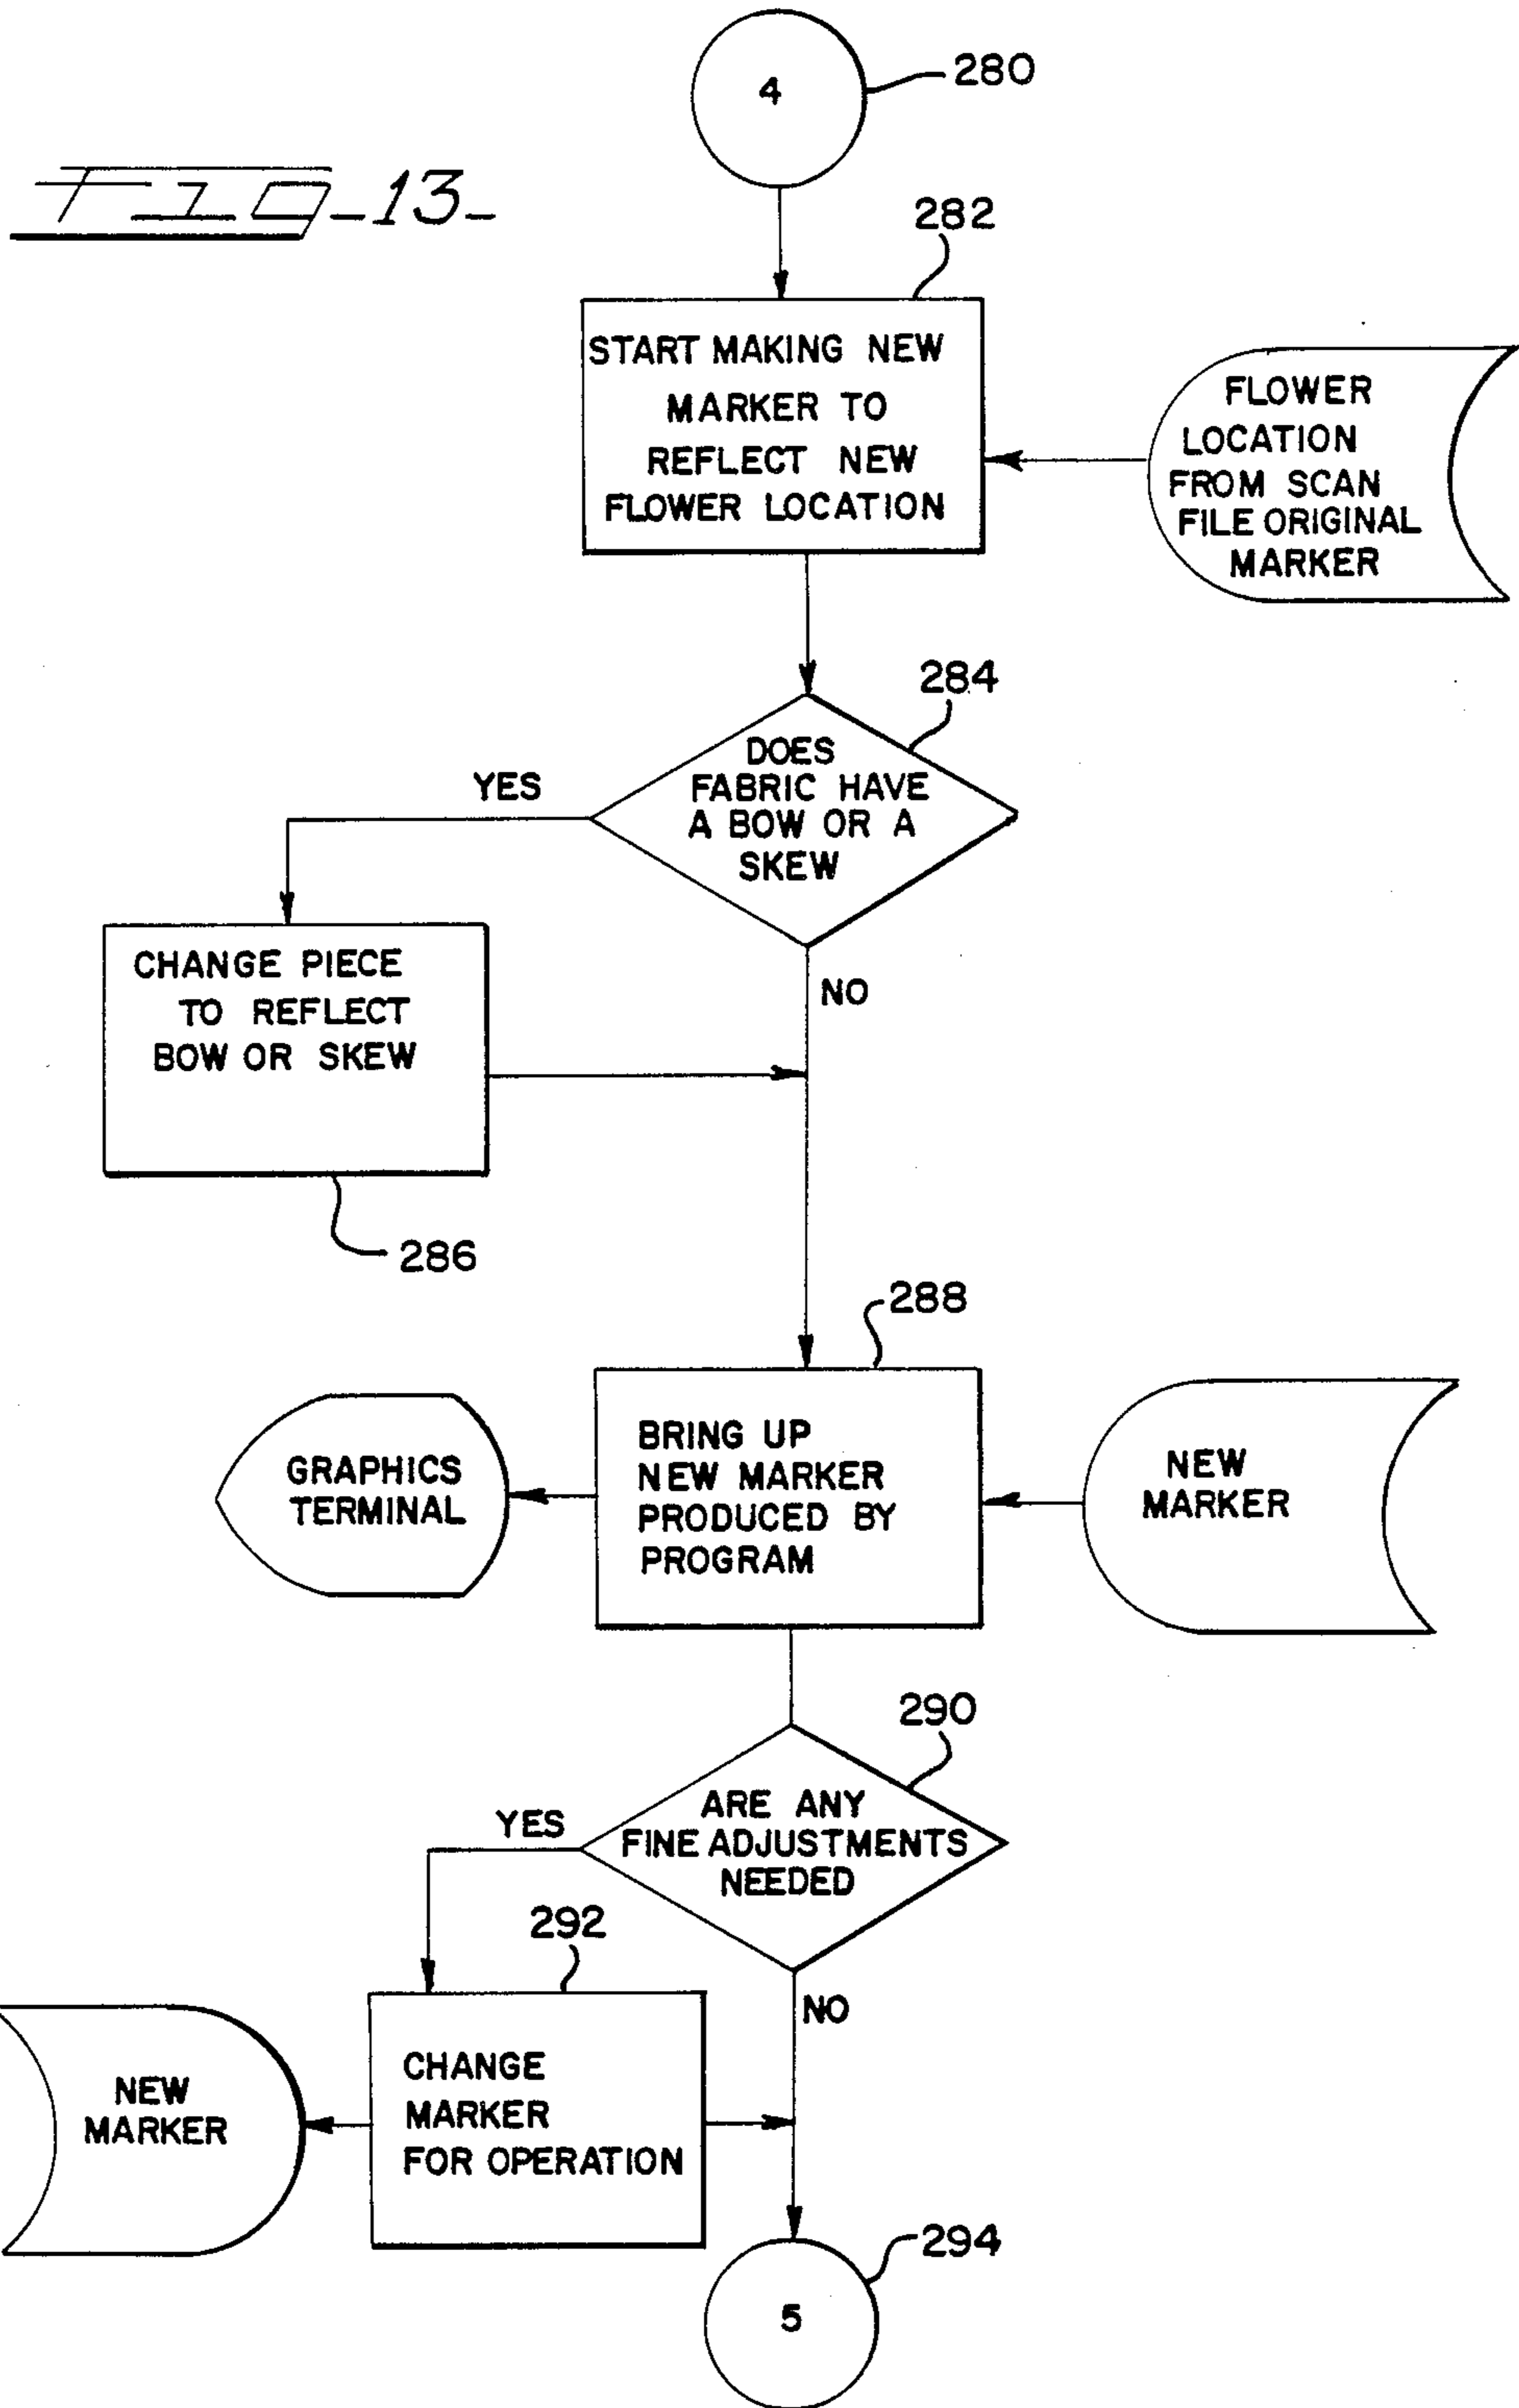 4
280
FIG_13_
282
START MAKING NEW
MARKER TO
REFLECT NEW
FLOWER LOCATION
FLOWER
LOCATION
FROM SCAN
FILE ORIGINAL
MARKER
284
DOES
FABRIC HAVE
A BOW OR A
SKEW
YES
NO
CHANGE PIECE
TO REFLECT
BOW OR SKEW
286
288
BRING UP
NEW MARKER
PRODUCED BY
PROGRAM
GRAPHICS
TERMINAL
NEW
MARKER
290
ARE ANY
FINE ADJUSTMENTS
NEEDED
YES
NO
292
CHANGE
MARKER
FOR OPERATION
NEW
MARKER
294
5